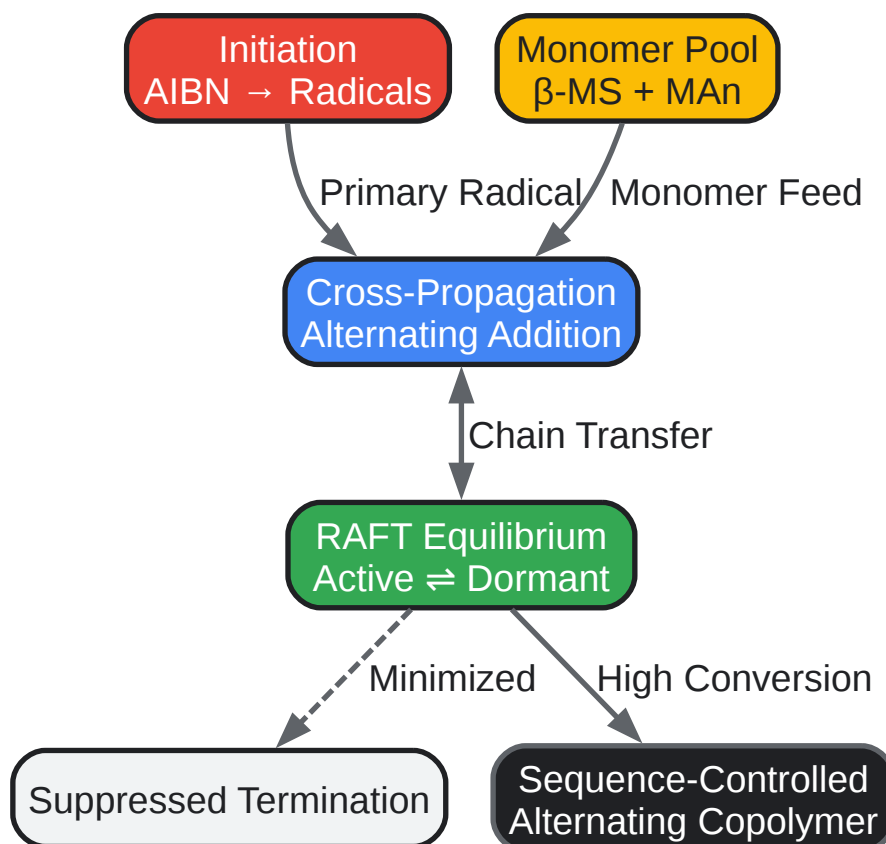 Initiation
AIBN → Radicals
Monomer Pool
β-MS + MAn
Primary Radical
Monomer Feed
Cross-Propagation
Alternating Addition
Chain Transfer
RAFT Equilibrium
Active ⇌ Dormant
Minimized
High Conversion
Suppressed Termination
Sequence-Controlled
Alternating Copolymer